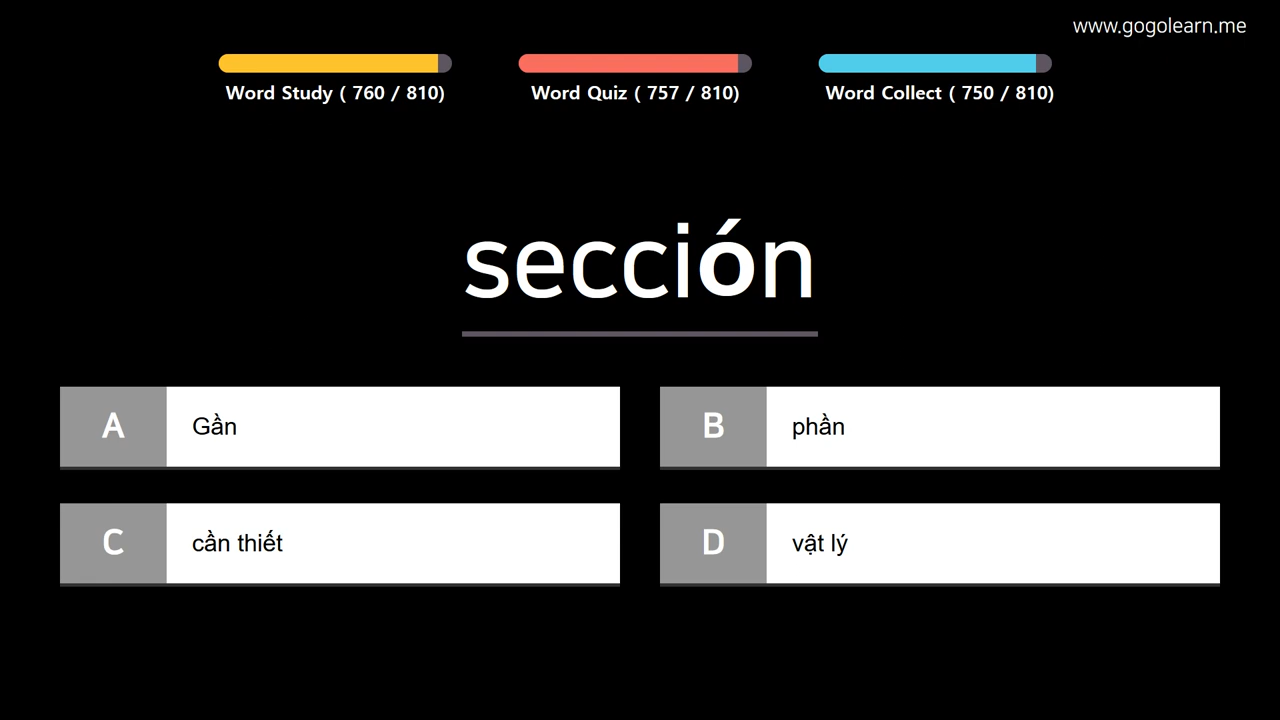 www.gogolearn.me
Word Study ( 760 / 810)
Word Quiz ( 757 / 810)
Word Collect ( 750 / 810)
sección
A Gần
B phần
C cần thiết
D vật lý